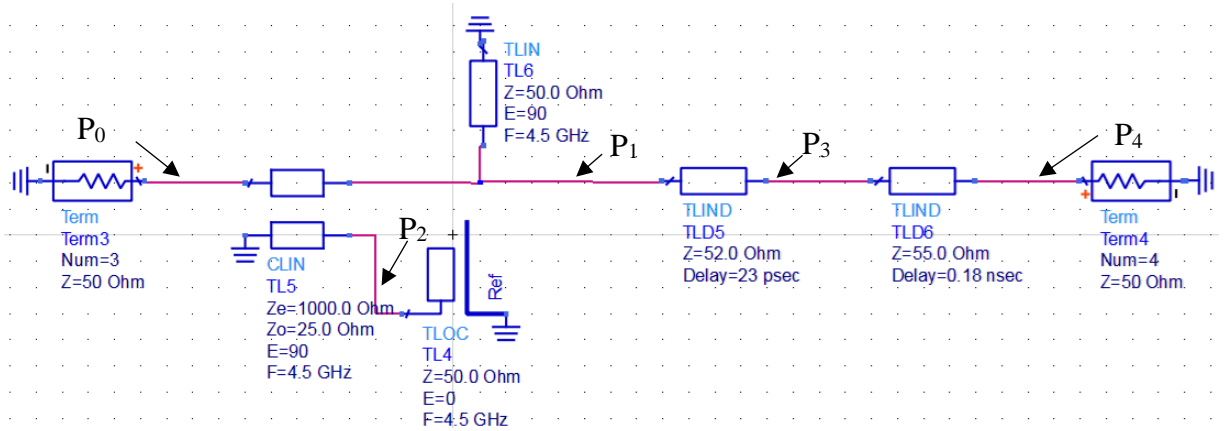 TLIN
TL6
Z=50.0 Ohm
E=90
F=4.5 GHz
P0
P1
P3
P4
Term
Term3
Num=3
Z=50 Ohm
TLIND
TLD5
Z=52.0 Ohm
Delay=23 psec
TLIND
TLD6
Z=55.0 Ohm
Delay=0.18 nsec
Term
Term4
Num=4
Z=50 Ohm
P2
Ref
CLIN
TL5
Ze=1000.0 Ohm
Zo=25.0 Ohm
E=90
F=4.5 GHz
TLOC
TL4
Z=50.0 Ohm
E=0
F=4.5 GHz